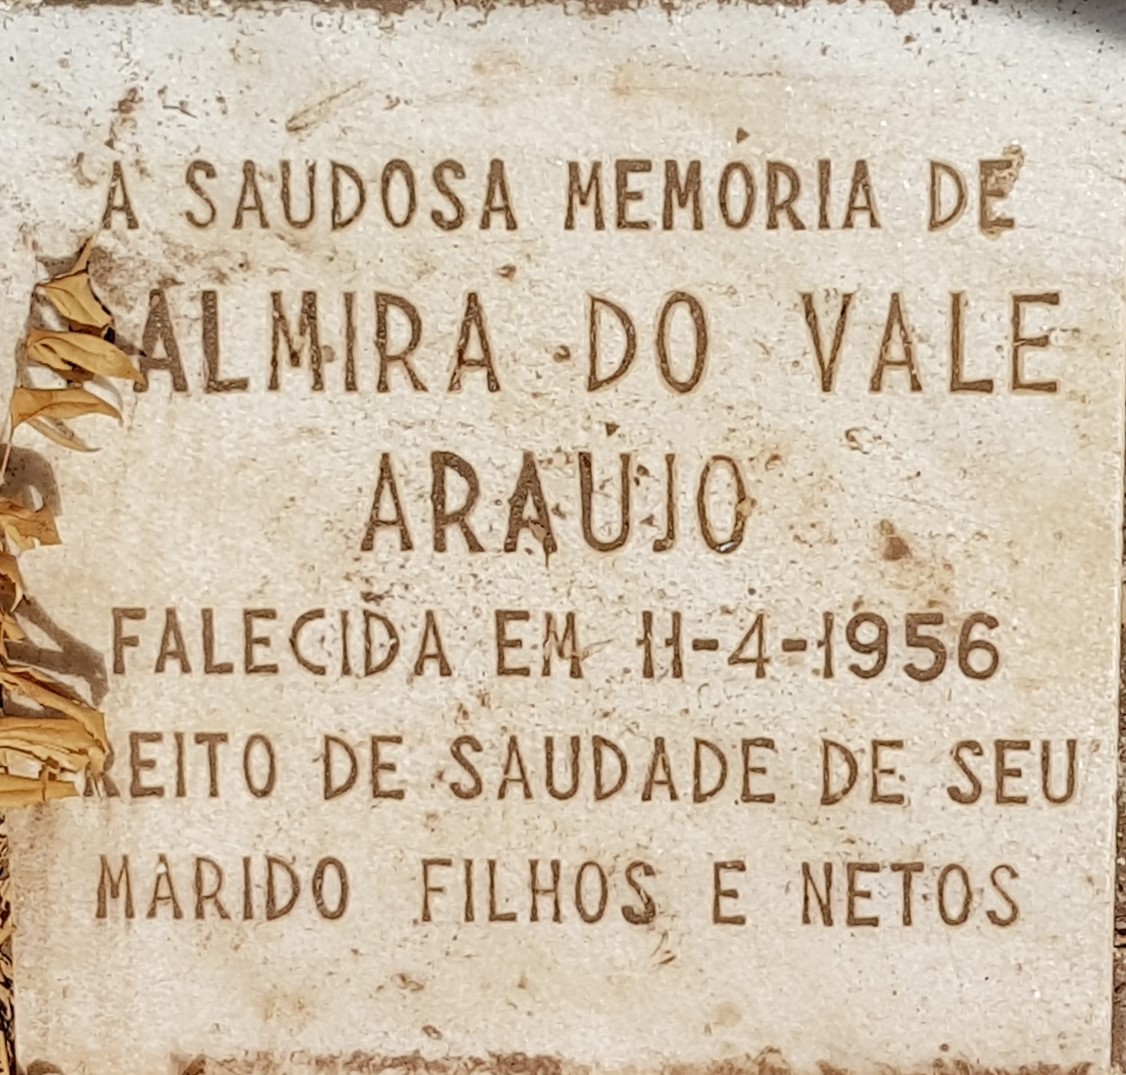 A SAUDOSA MEMÓRIA DE
ALMIRA DO VALE
ARAÚJO
FALECIDA EM 11-4-1956
REITO DE SAUDADE DE SEU
MARIDO FILHOS E NETOS